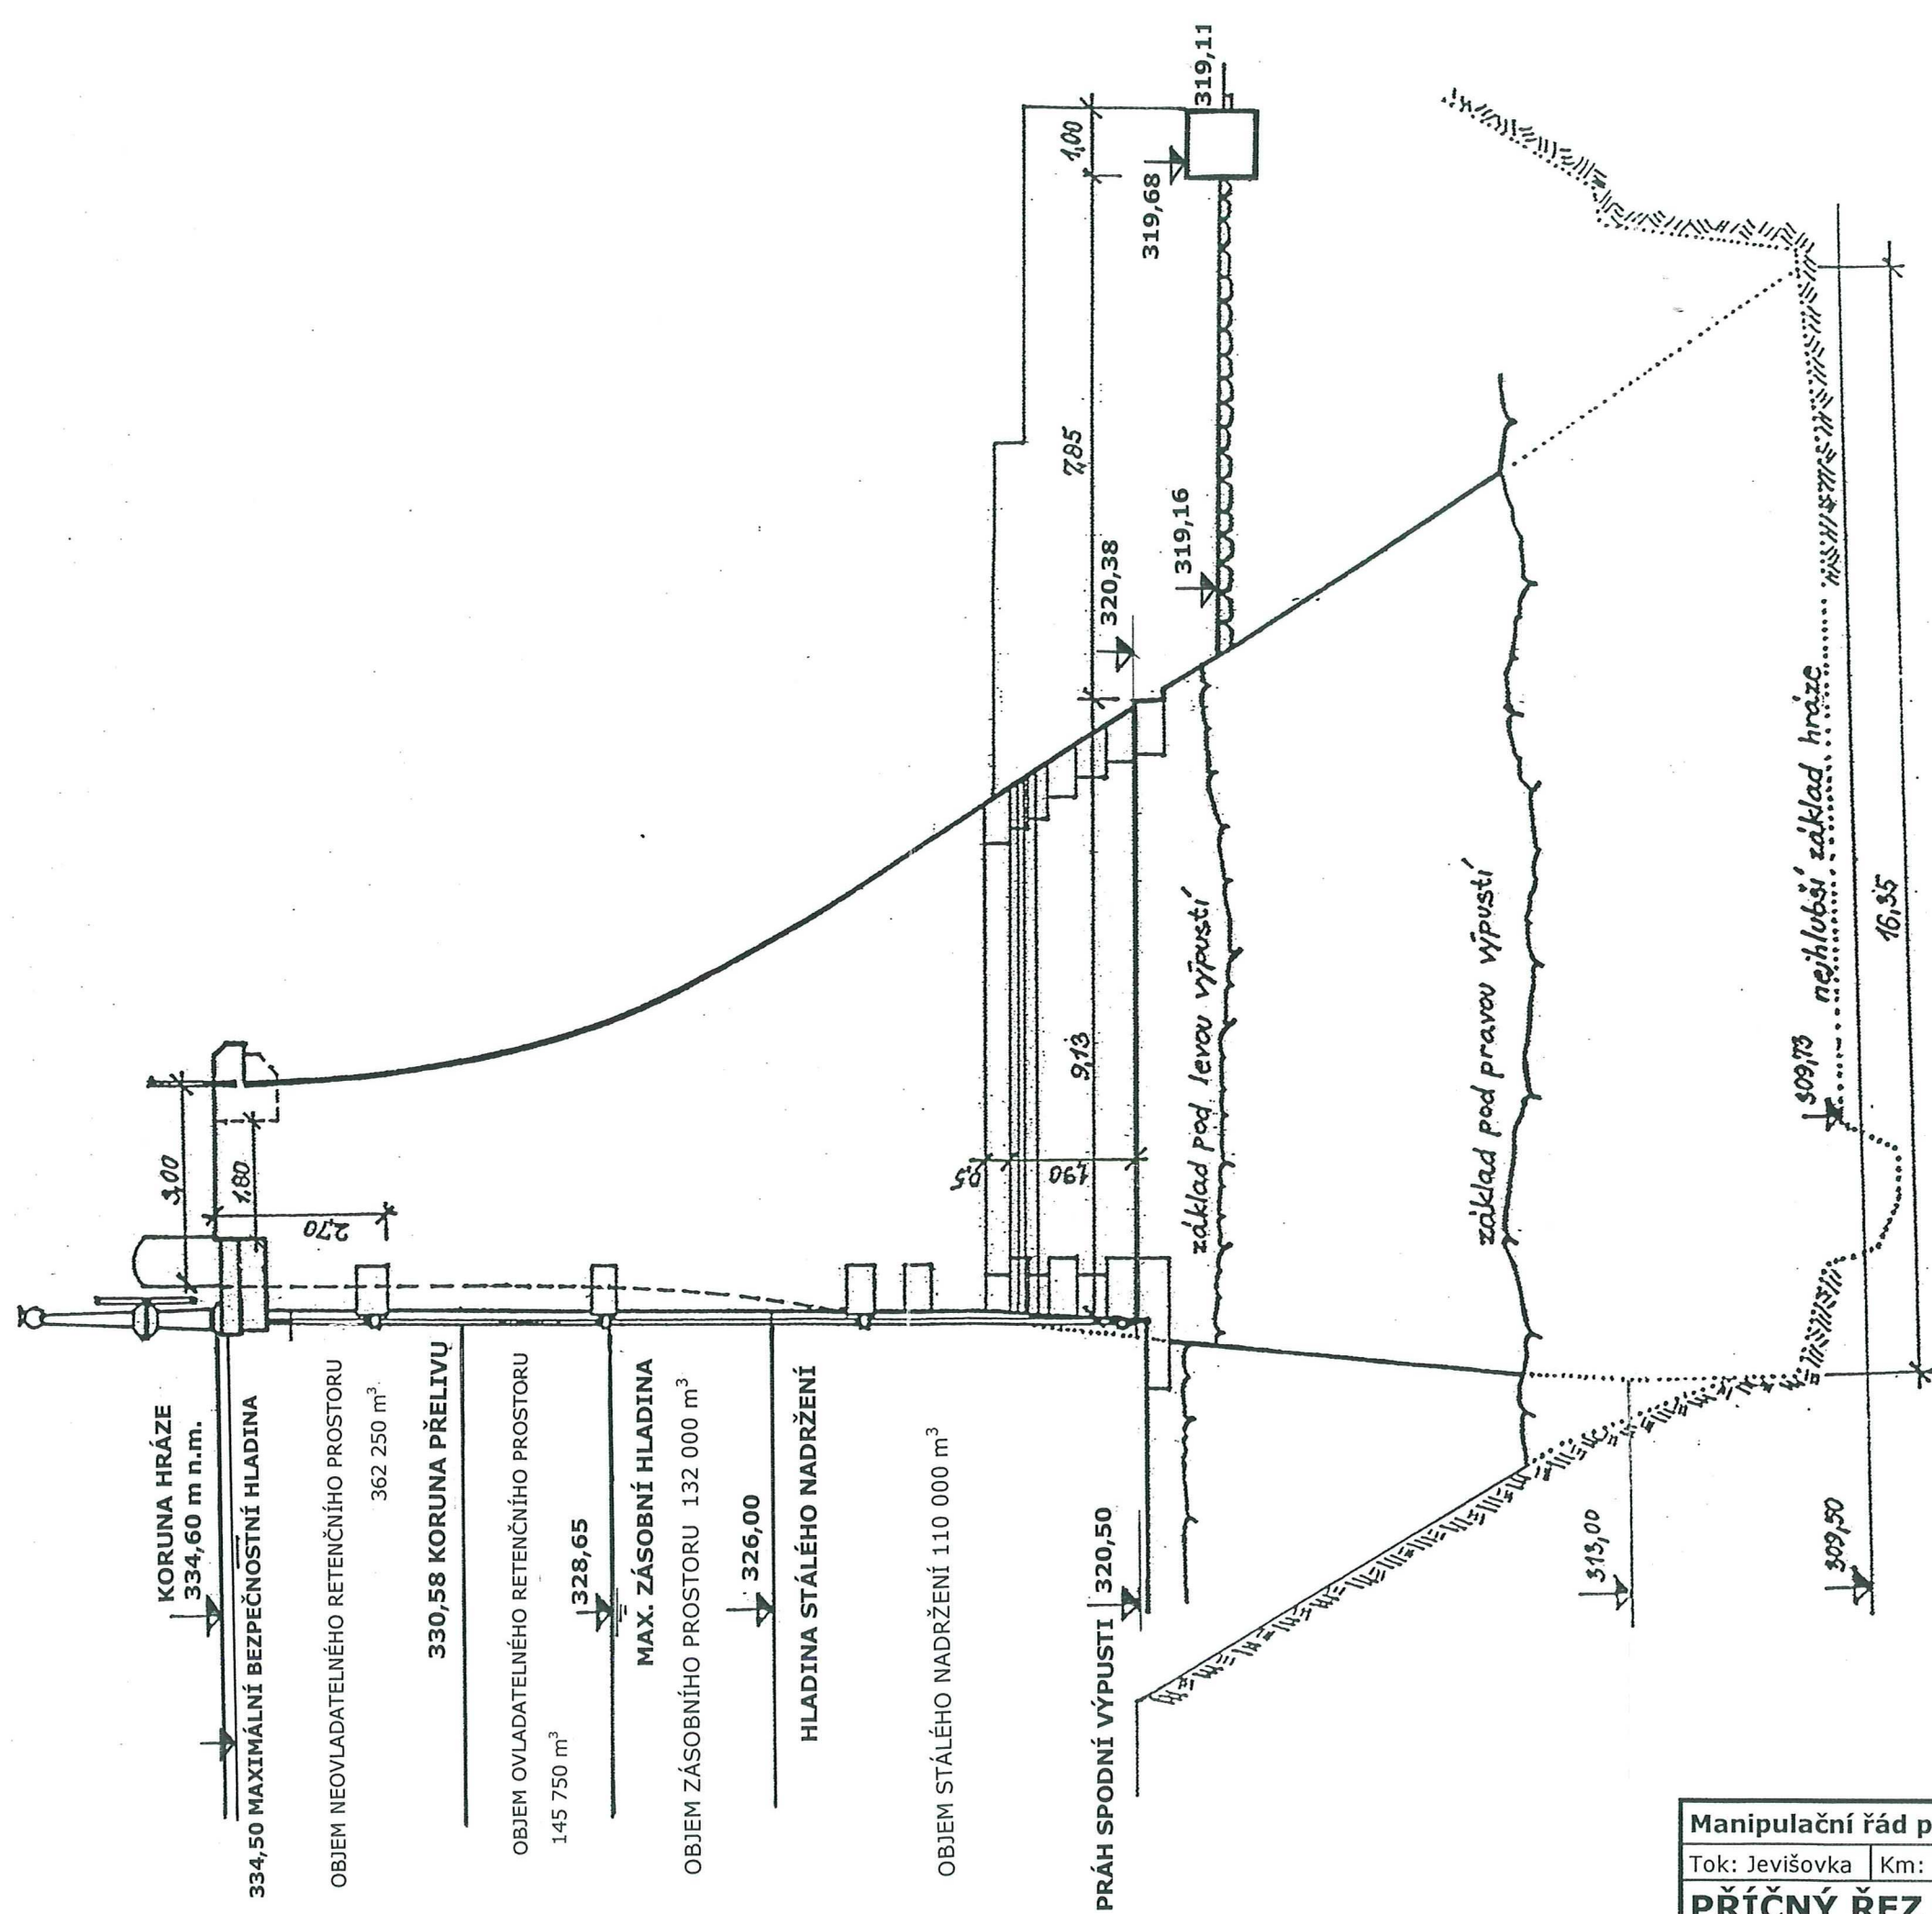 KORUNA HRÁZE
334,60 m n.m.
334,50 MAXIMÁLNÍ BEZPEČNOSTNÍ HLADINA
OBJEM NEOVLADATELNÉHO RETENČNÍHO PROSTORU
362 250 m³
330,58 KORUNA PŘELIVU
OBJEM OVLADATELNÉHO RETENČNÍHO PROSTORU
145 750 m³
328,65
MAX. ZÁSOBNÍ HLADINA
OBJEM ZÁSOBNÍHO PROSTORU 132 000 m³
326,00
HLADINA STÁLÉHO NADRŽENÍ
OBJEM STÁLÉHO NADRŽENÍ 110 000 m³
PRÁH SPODNÍ VÝPUSTI 320,50
313,00
309,50
3,00
1,80
2,70
0,5
1,90
9,13
7,85
1,00
320,38
319,16
319,68
319,11
základ pod levou výpustí
základ pod pravou výpustí
309,73
nejhlubší základ hráze
16,35
Manipulační řád p
Tok: Jevišovka
Km:
PŘÍČNÝ ŘEZ